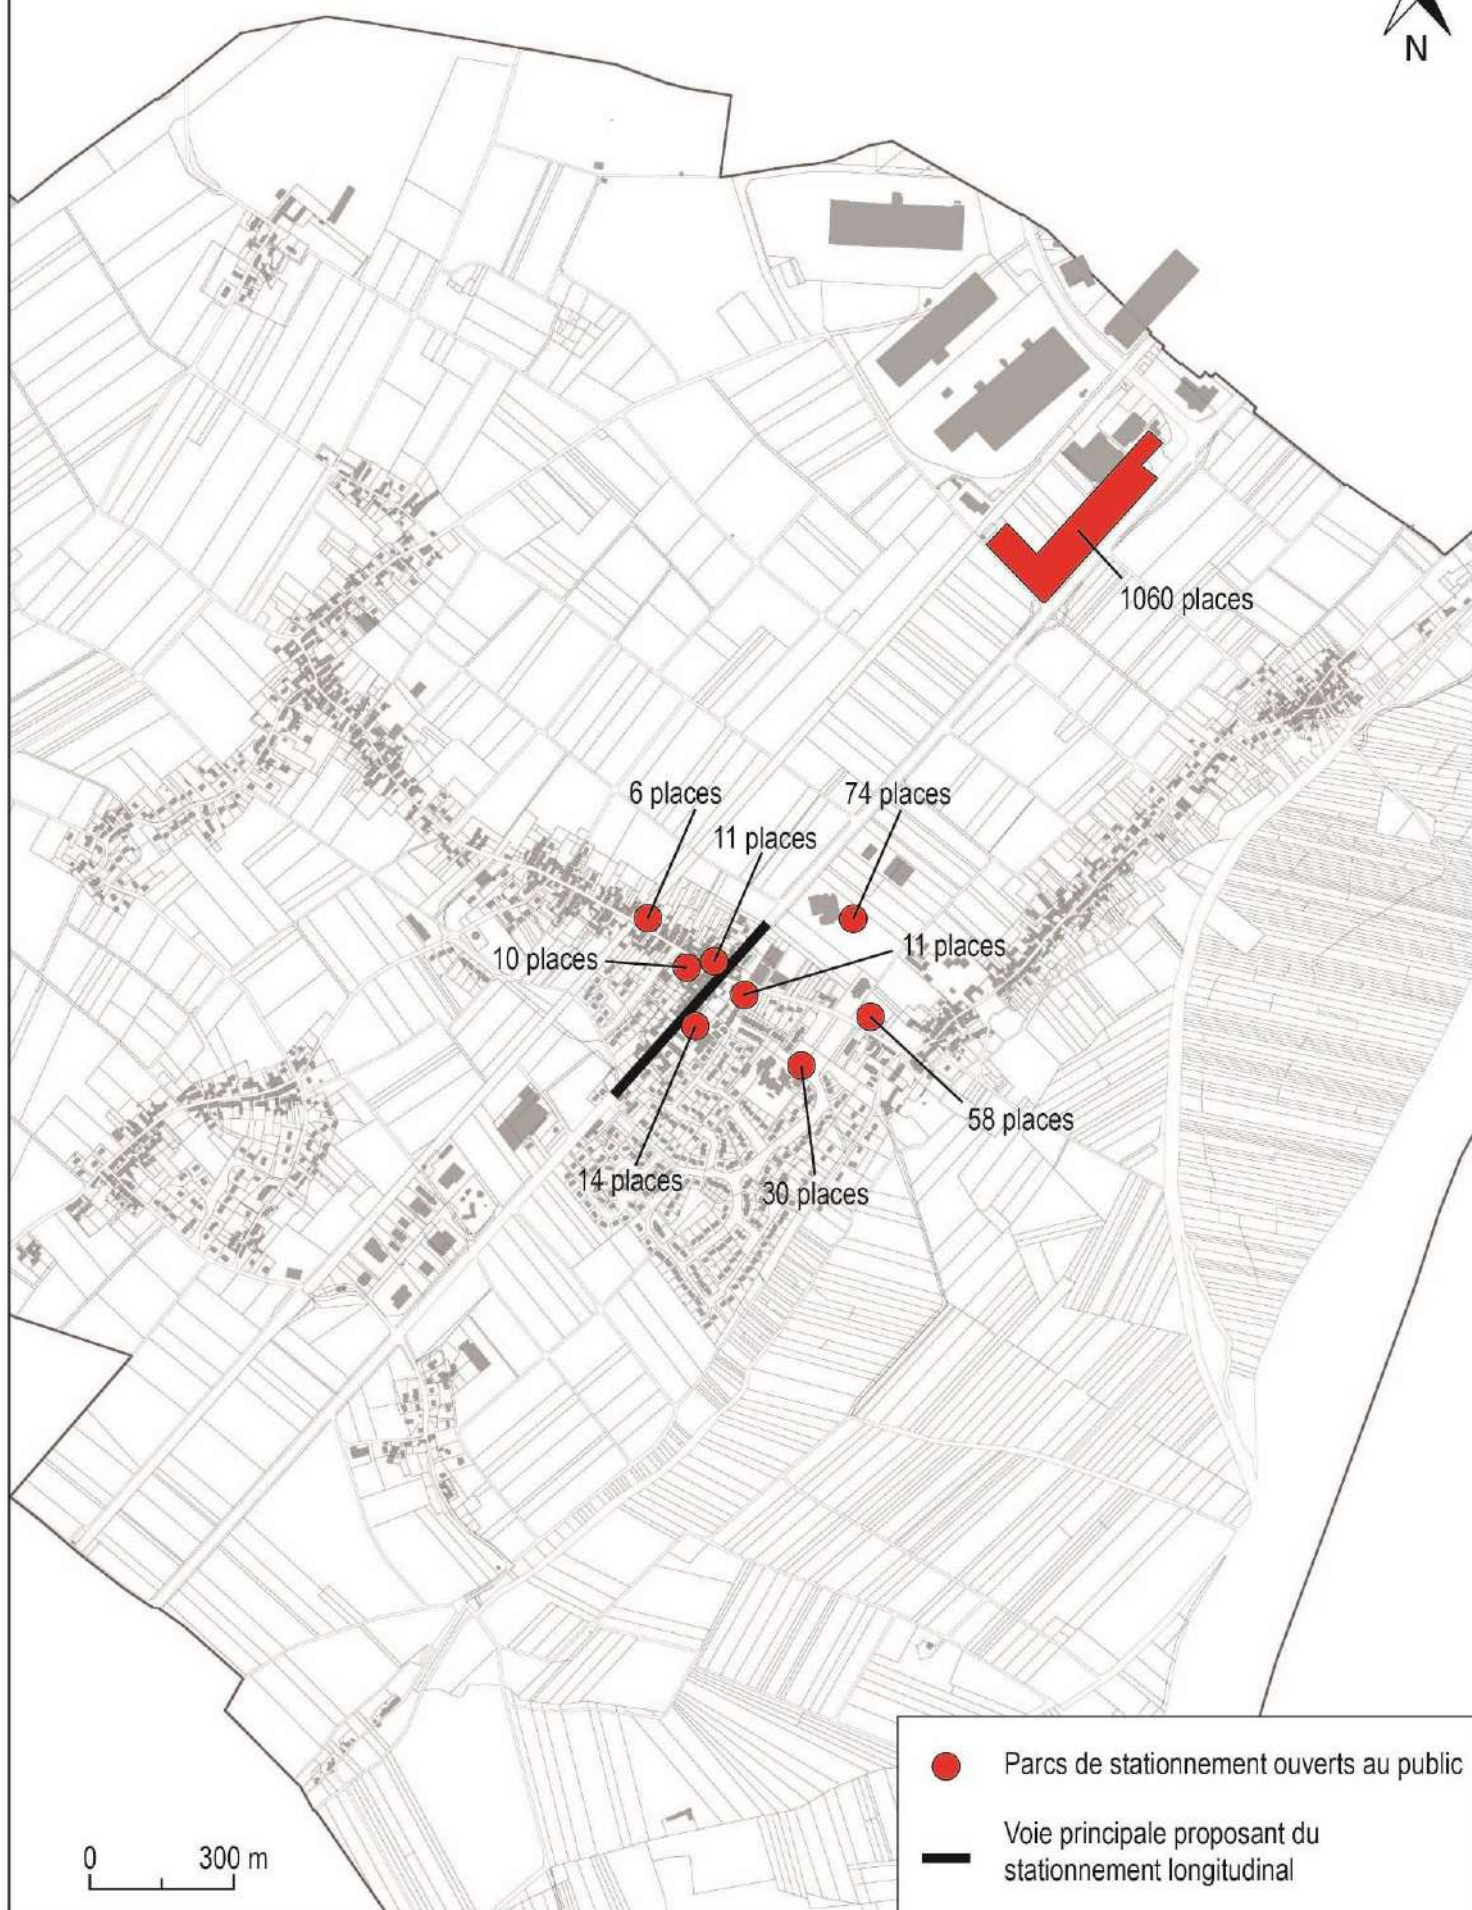 N
1060 places
6 places
74 places
11 places
11 places
10 places
58 places
14 places
30 places
Parcs de stationnement ouverts au public
Voie principale proposant du
stationnement longitudinal
0 300 m